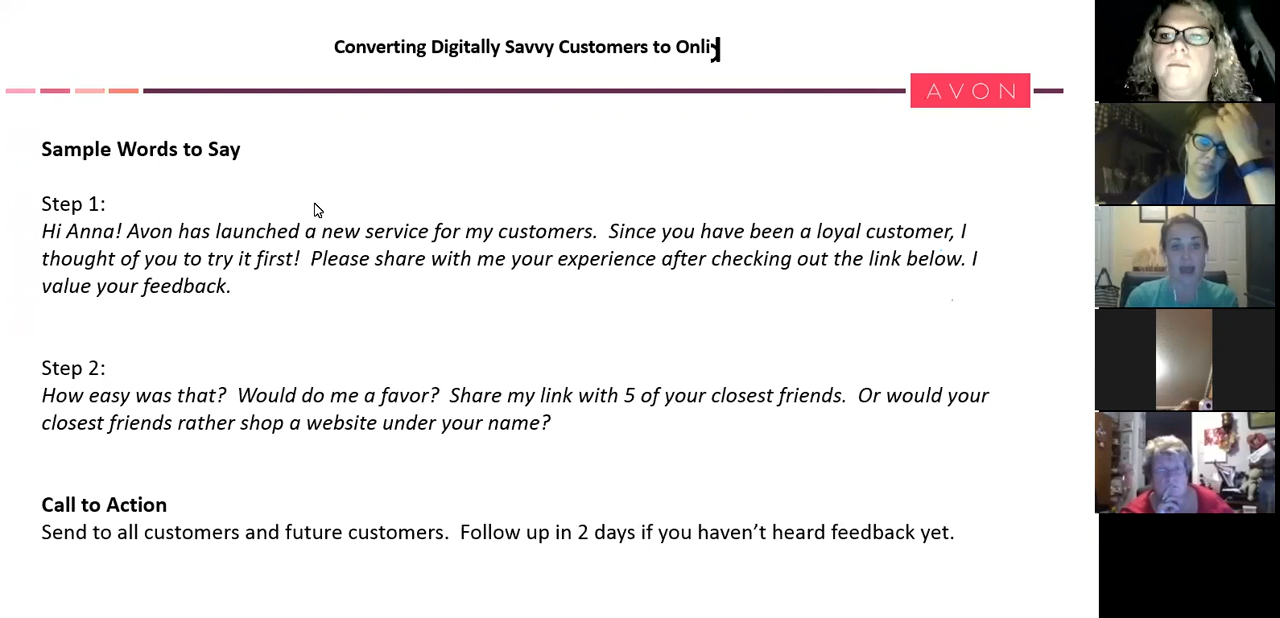 Converting Digitally Savvy Customers to
AVON
Sample Words to Say
Step 1:
Hi Anna! Avon has launched a new service for my customers.  Since you have been a loyal customer, I
thought of you to try it first!  Please share with me your experience after checking out the link below. I
value your feedback.
Step 2:
How easy was that?  Would do me a favor?  Share my link with 5 of your closest friends.  Or would your
closest friends rather shop a website under your name?
Call to Action
Send to all customers and future customers.  Follow up in 2 days if you haven’t heard feedback yet.